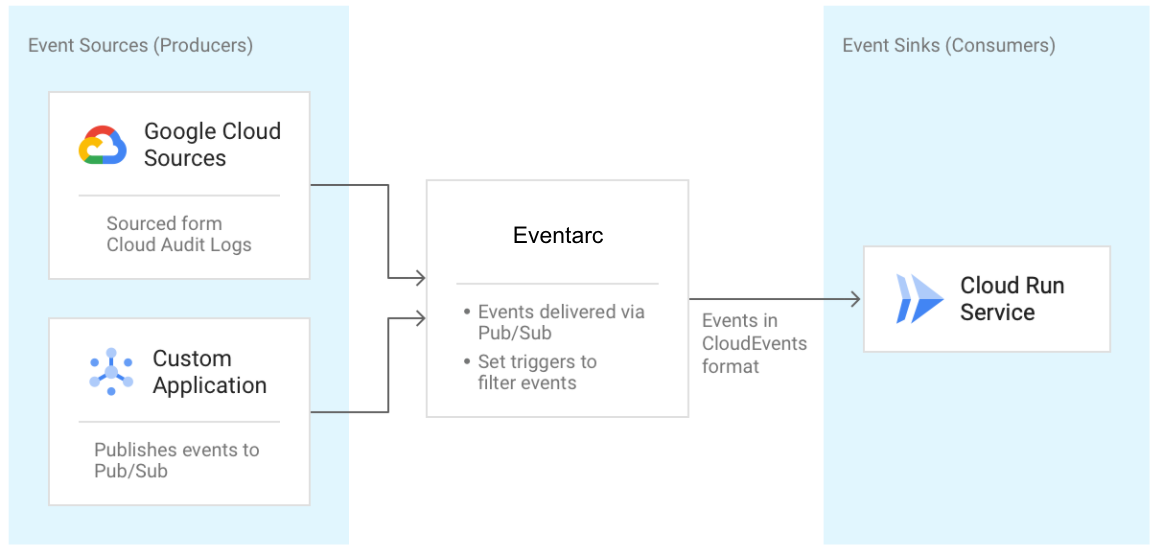 Event Sources (Producers)
Google Cloud
Sources
Sourced form
Cloud Audit Logs
Custom
Application
Publishes events to
Pub/Sub
Eventarc
• Events delivered via
Pub/Sub
• Set triggers to
filter events
Events in
CloudEvents
format
Event Sinks (Consumers)
Cloud Run
Service